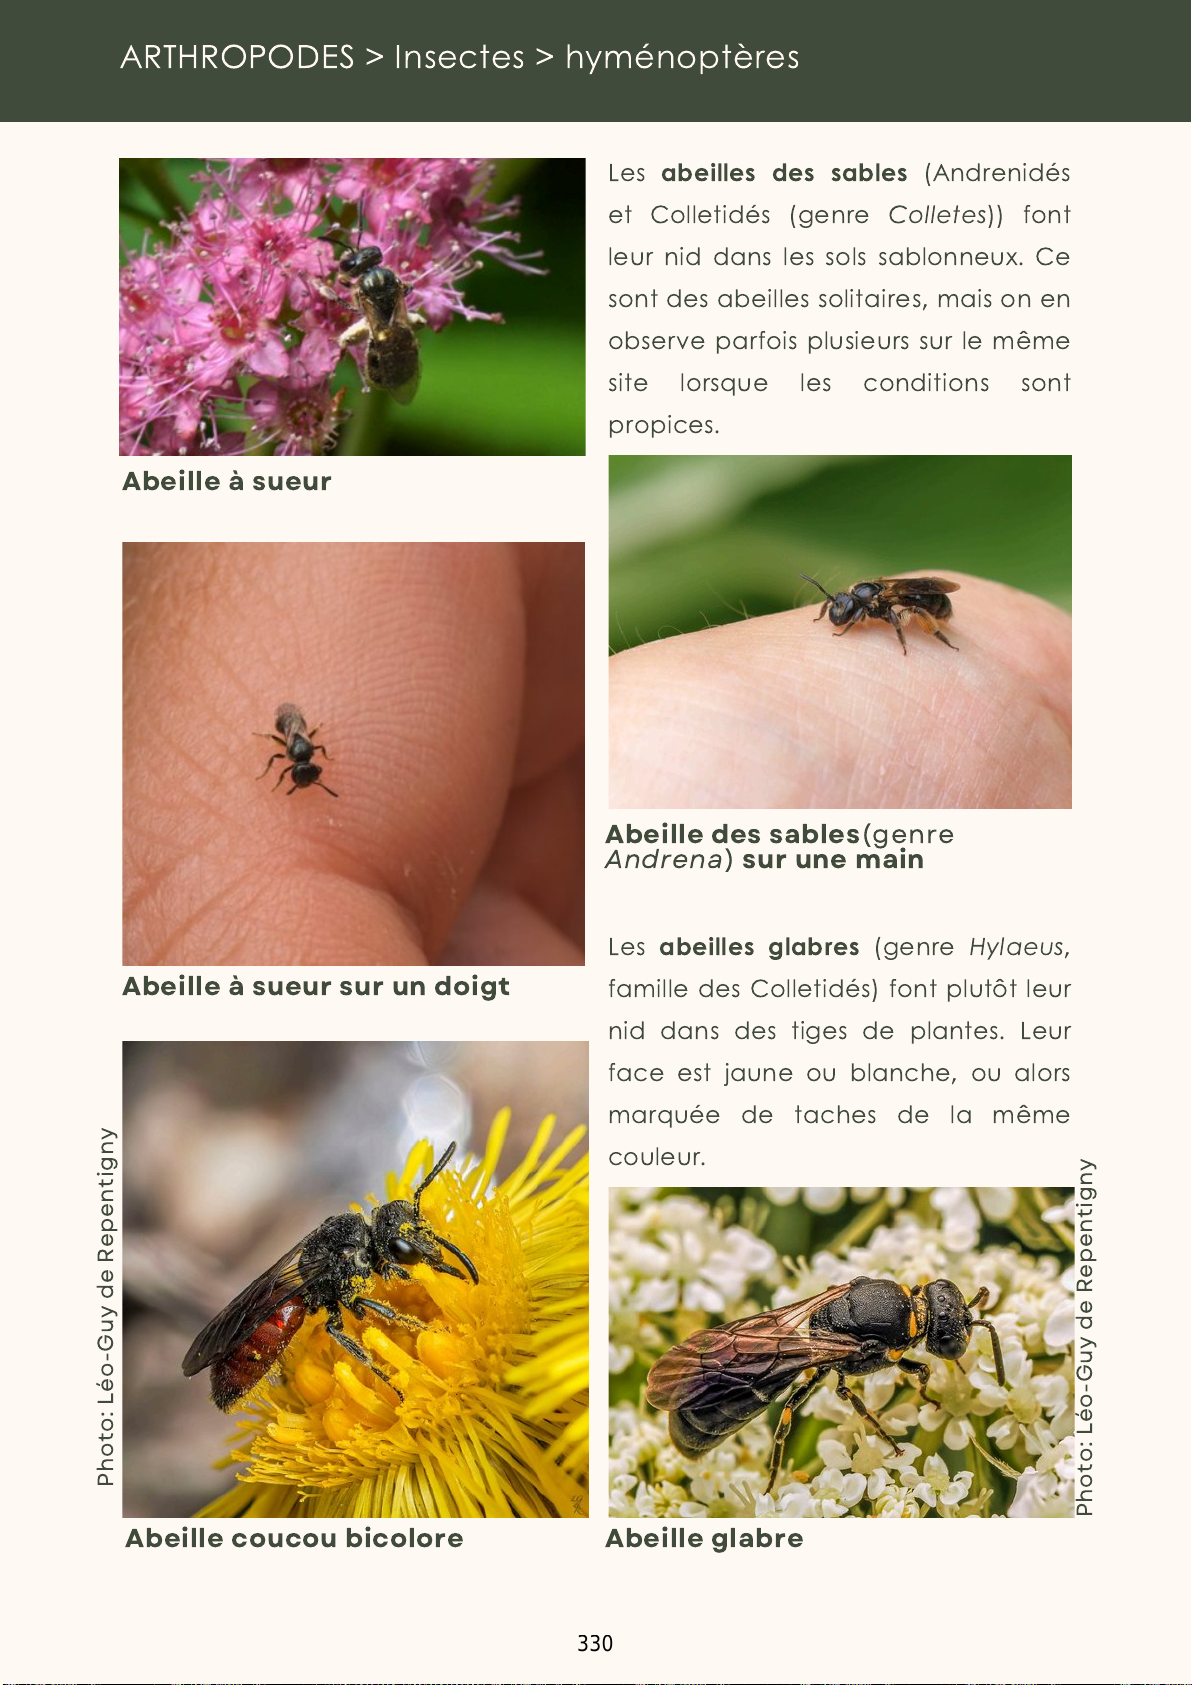 ARTHROPODES > Insectes > hyménoptères
Abeille à sueur
Abeille à sueur sur un doigt
Photo: Léo-Guy de Repentigny
Abeille coucou bicolore
Les abeilles des sables (Andrenidés
et Colletidés (genre Colletes)) font
leur nid dans les sols sablonneux. Ce
sont des abeilles solitaires, mais on en
observe parfois plusieurs sur le même
site lorsque les conditions sont
propices.
Abeille des sables(genre
Andrena) sur une main
Les abeilles glabres (genre Hylaeus,
famille des Colletidés) font plutôt leur
nid dans des tiges de plantes. Leur
face est jaune ou blanche, ou alors
marquée de taches de la même
couleur.
Photo: Léo-Guy de Repentigny
Abeille glabre
330